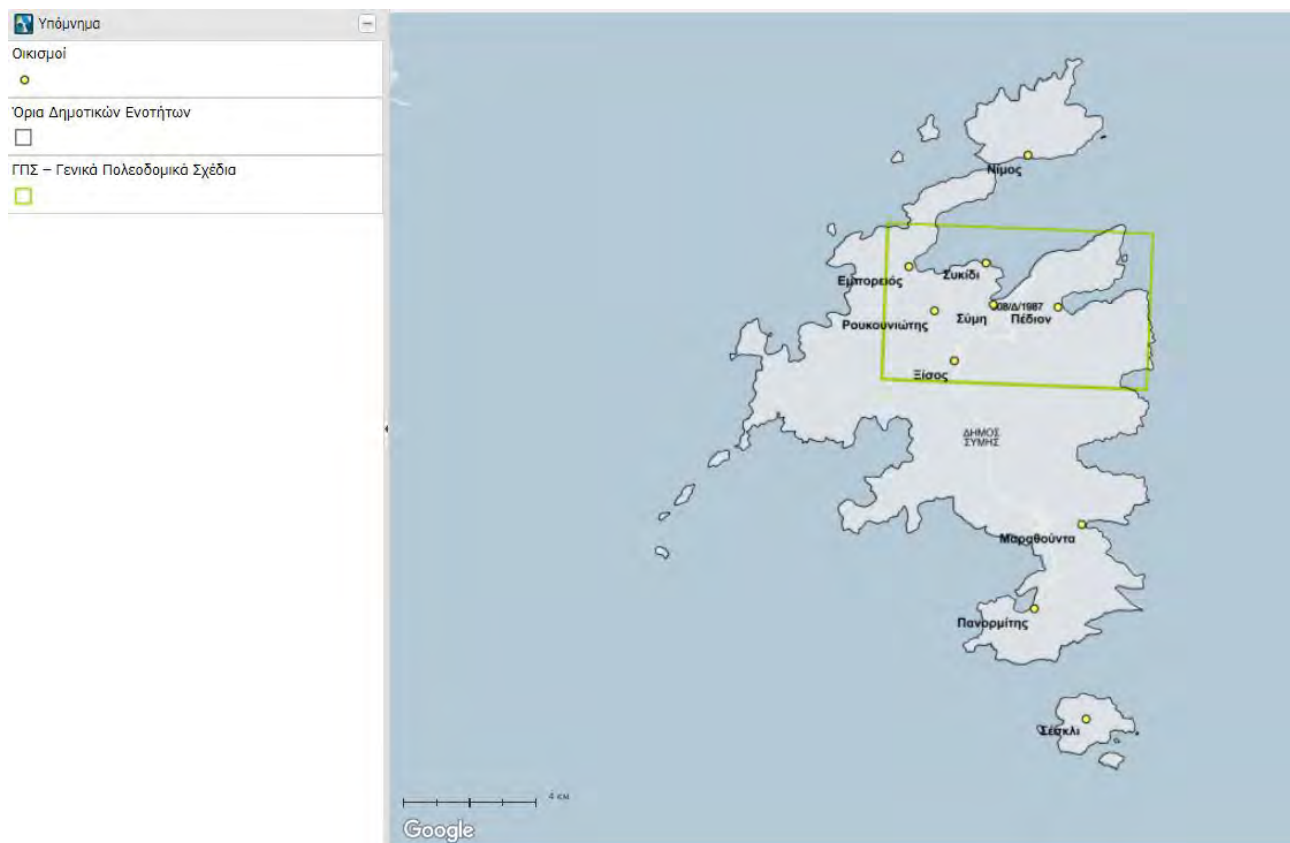 Υπόμνημα
Οικισμοί
Όρια Δημοτικών Ενοτήτων
ΓΠΣ – Γενικά Πολεοδομικά Σχέδια
Νίμος
Εμπορειός
Συκίδι
08/Δ/1987
Ρουκουνιώτης
Σύμη
Πέδιον
Ξίσος
ΔΗΜΟΣ
ΣΥΜΗΣ
Μαραθούντα
Πανορμίτης
Σέσκλι
4 км
Google